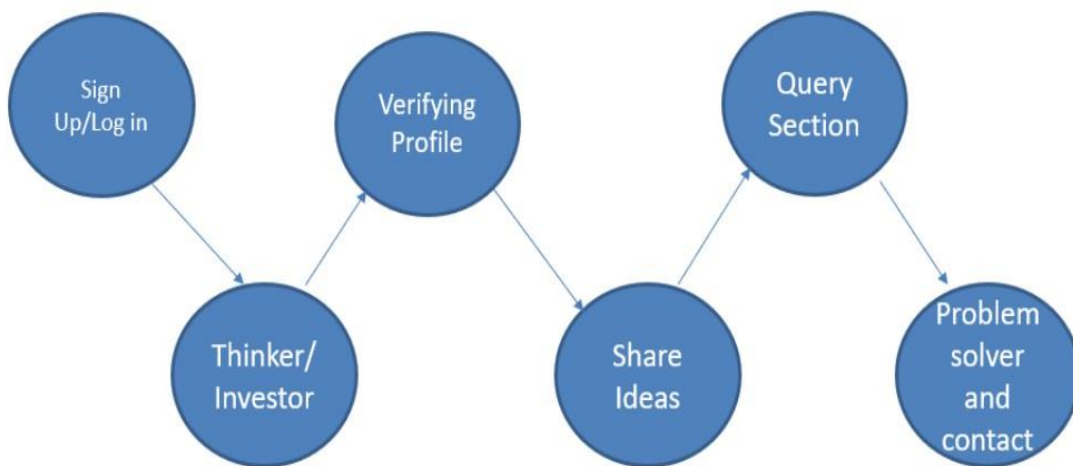 Sign
Up/Log in
Thinker/
Investor
Verifying
Profile
Share
Ideas
Query
Section
Problem
solver
and
contact